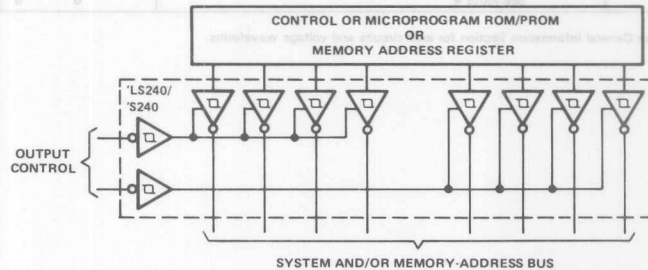 CONTROL OR MICROPROGRAM ROM/PROM
OR
MEMORY ADDRESS REGISTER
'LS240/
'S240
OUTPUT
CONTROL
SYSTEM AND/OR MEMORY-ADDRESS BUS